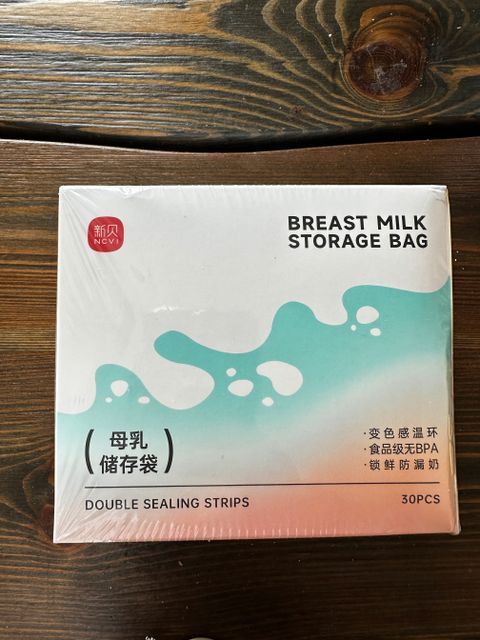 新贝
NCVI
BREAST MILK
STORAGE BAG
母乳
储存袋
·变色感温环
·食品级无BPA
·锁鲜防漏奶
DOUBLE SEALING STRIPS
30PCS